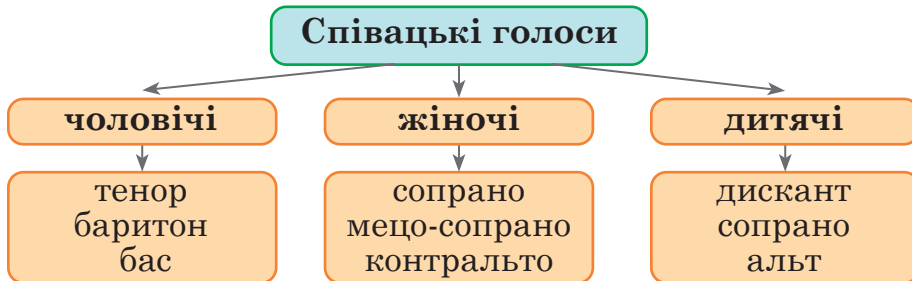 Співацькі голоси
чоловічі
жіночі
дитячі
тенор
баритон
бас
сопрано
мецо-сопрано
контральто
дискант
сопрано
альт